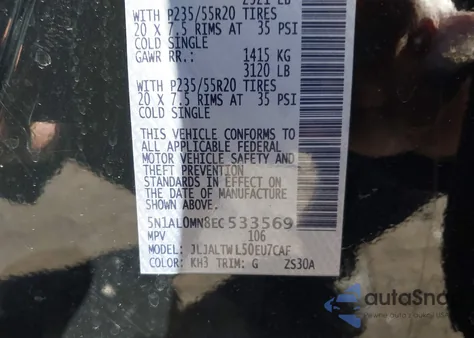 2921 LB
WITH P235/55R20 TIRES
20 X 7.5 RIMS AT 35 PSI
COLD SINGLE
GAWR RR.: 1415 KG
3120 LB
WITH P235/55R20 TIRES
20 X 7.5 RIMS AT 35 PSI
COLD SINGLE
THIS VEHICLE CONFORMS TO
ALL APPLICABLE FEDERAL
MOTOR VEHICLE SAFETY AND
THEFT PREVENTION
STANDARDS IN EFFECT ON
THE DATE OF MANUFACTURE
SHOWN ABOVE.
5N1AL0MN8EC533569
MPV 106
MODEL: JLJALTWL50EU7CAF
COLOR: KH3 TRIM: G ZS30A
autoSna